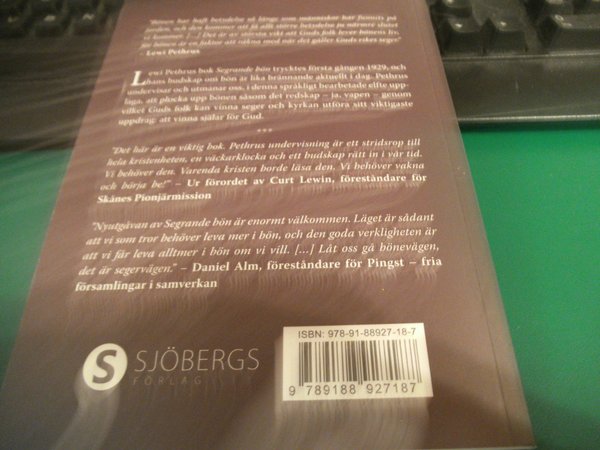 "Bönen har haft betydelse så länge som människor har funnits på
jorden, och den kommer att få allt större betydelse ju närmre slutet
vi kommer. [...] Det är av största vikt att Guds folk lever bönens liv,
för bönen är en faktor att räkna med när det gäller Guds rikes seger."
– Lewi Pethrus
Lewi Pethrus bok Segrande bön trycktes första gången 1929, och
hans budskap om bön är lika brännande aktuellt i dag. Pethrus
undervisar och utmanar oss, i denna språkligt bearbetade elfte upp-
laga, att plocka upp bönen såsom det redskap – ja, vapen – genom
vilket Guds folk kan vinna seger och kyrkan utföra sitt viktigaste
uppdrag: att vinna själar för Gud.
***
"Det här är en viktig bok. Pethrus undervisning är ett stridsrop till
hela kristenheten, en väckarklocka och ett budskap rätt in i vår tid.
Vi behöver den. Varenda kristen borde läsa den. Vi behöver vakna
och börja be!" – Ur förordet av Curt Lewin, föreståndare för
Skånes Pionjärmission
"Nyutgåvan av Segrande bön är enormt välkommen. Läget är sådant
att vi som tror behöver leva mer i bön, och den goda verkligheten är
att vi får leva alltmer i bön om vi vill. [...] Låt oss gå bönevägen,
det är segervägen." – Daniel Alm, föreståndare för Pingst – fria
församlingar i samverkan
ISBN: 978-91-88927-18-7
9 789188 927187
S SJÖBERGS
FÖRLAG